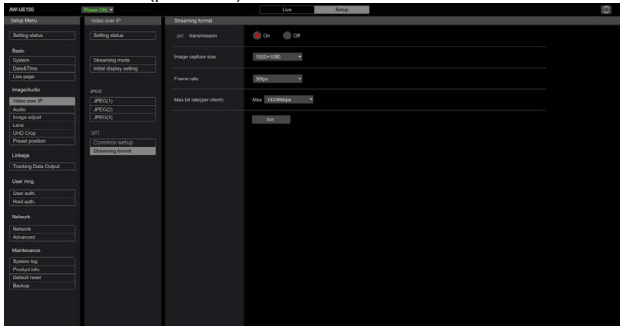 AW-UE150
Power ON
Live
Setup
Setup Menu
Video over IP
Streaming format
Setting status
Basic
System
Date&Time
Live page
Image/Audio
Video over IP
Audio
Image adjust
Lens
UHD Crop
Preset position
Linkage
Tracking Data Output
User mng.
User auth.
Host auth.
Network
Network
Advanced
Maintenance
System log
Product info.
Default reset
Backup
Setting status
Streaming mode
Initial display setting
JPEG
JPEG(1)
JPEG(2)
JPEG(3)
SRT
Common setup
Streaming format
SRT transmission
On
Off
Image capture size
1920×1080
Frame rate
30fps
Max bit rate(per client)
Max 14336kbps
Set